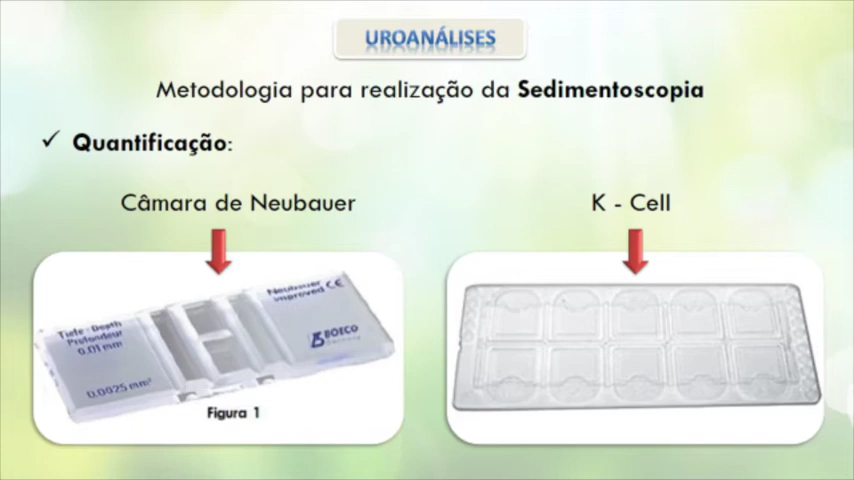 UROANÁLISES
Metodologia para realização da Sedimentoscopia
✓ Quantificação:
Câmara de Neubauer
K - Cell
Neubauer CE
improved
Tiefe - Depth
Profondeur
0.01 mm
0.0025 mm²
BOECO
Germany
Figura 1